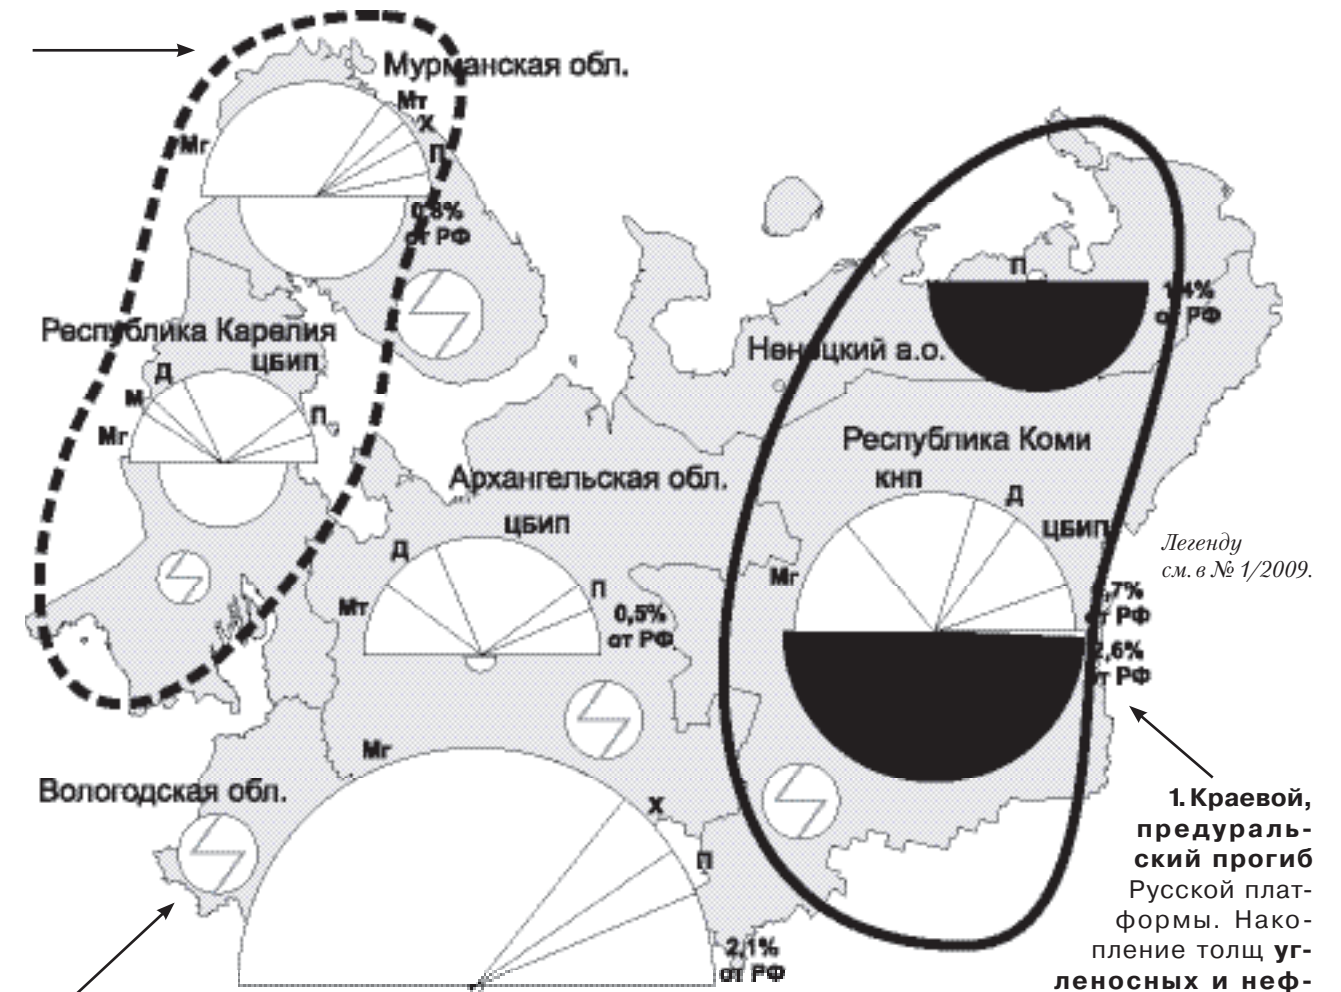 Мурманская обл.
Мт
Х
Мг
П
0,8%
от РФ
Республика Карелия
ЦБИП
Д
М
П
Мг
П
1,4%
от РФ
Ненецкий а.о.
Республика Коми
КНП
Д
ЦБИП
Мг
от РФ
2,6%
от РФ
Архангельская обл.
ЦБИП
Д
П
Мт
0,5%
от РФ
Легенду
см. в № 1/2009.
Мг
Вологодская обл.
Х
П
2,1%
от РФ
1. Краевой,
предураль-
ский прогиб
Русской плат-
формы. Нако-
пление толщ уг-
леносных и неф-